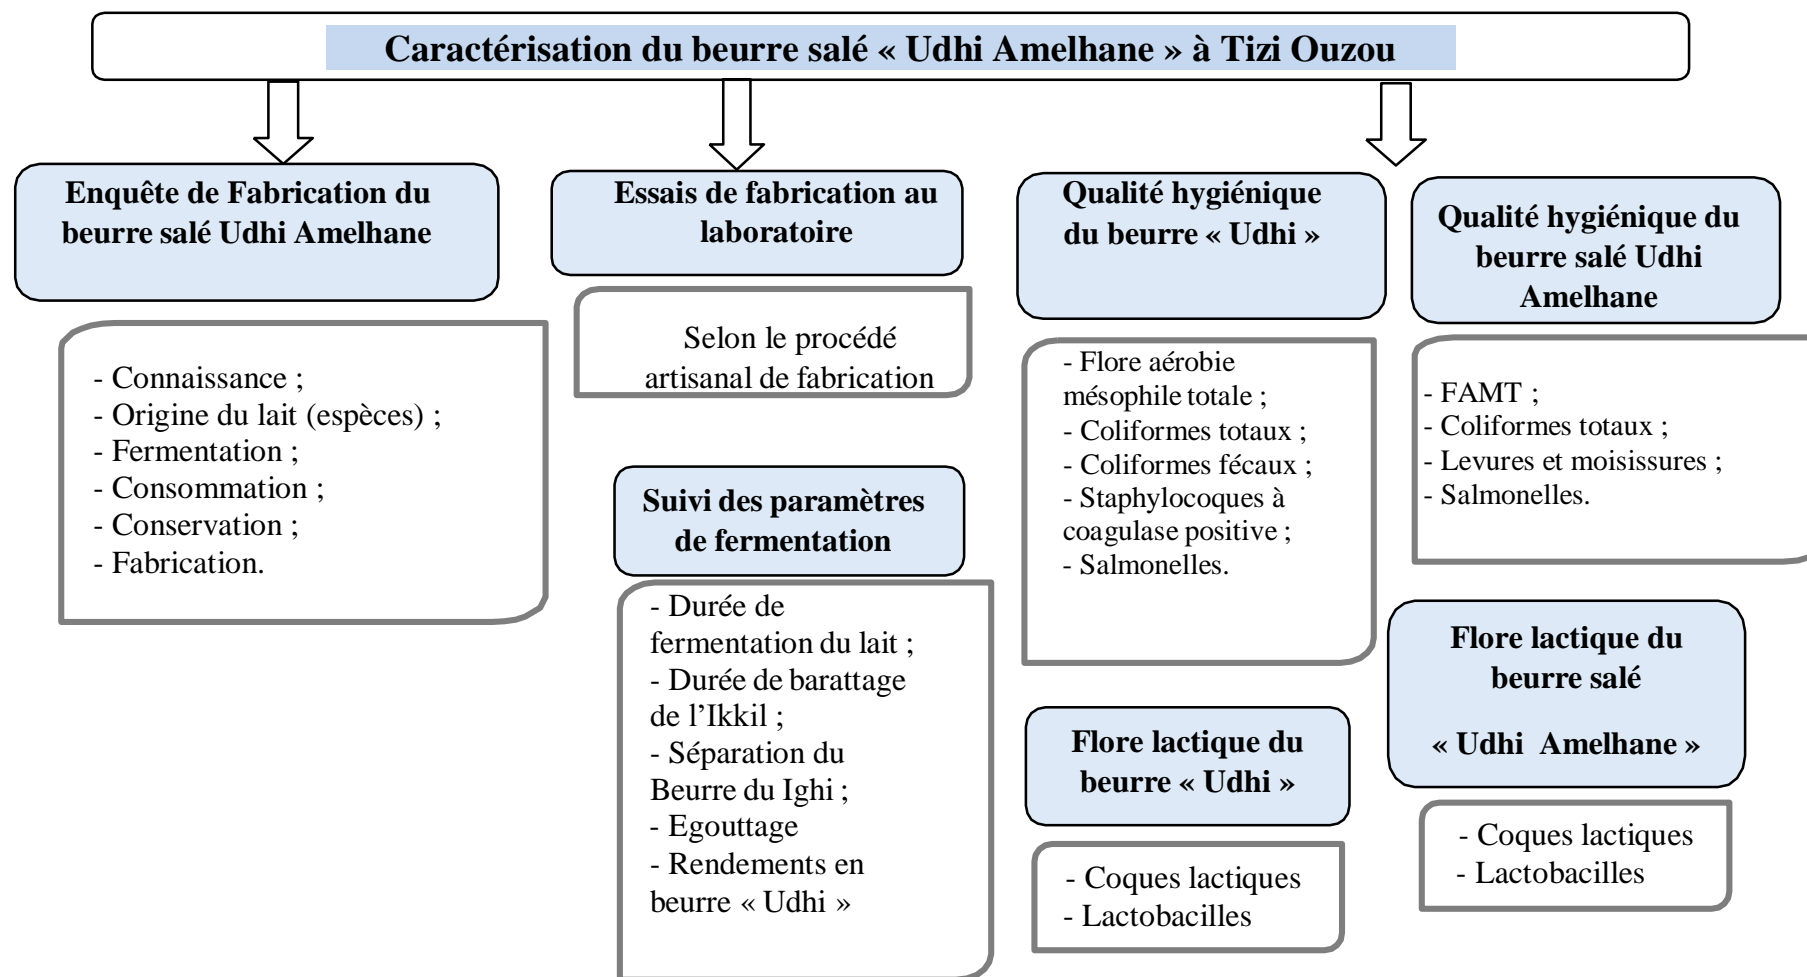 Caractérisation du beurre salé « Udhi Amelhane » à Tizi Ouzou
Enquête de Fabrication du
beurre salé Udhi Amelhane
- Connaissance ;
- Origine du lait (espèces) ;
- Fermentation ;
- Consommation ;
- Conservation ;
- Fabrication.
Essais de fabrication au
laboratoire
Selon le procédé
artisanal de fabrication
Suivi des paramètres
de fermentation
- Durée de
fermentation du lait ;
- Durée de barattage
de l’Ikkil ;
- Séparation du
Beurre du Ighi ;
- Egouttage
- Rendements en
beurre « Udhi »
Qualité hygiénique
du beurre « Udhi »
- Flore aérobie
mésophile totale ;
- Coliformes totaux ;
- Coliformes fécaux ;
- Staphylocoques à
coagulase positive ;
- Salmonelles.
Flore lactique du
beurre « Udhi »
- Coques lactiques
- Lactobacilles
Qualité hygiénique du
beurre salé Udhi
Amelhane
- FAMT ;
- Coliformes totaux ;
- Levures et moisissures ;
- Salmonelles.
Flore lactique du
beurre salé
« Udhi Amelhane »
- Coques lactiques
- Lactobacilles